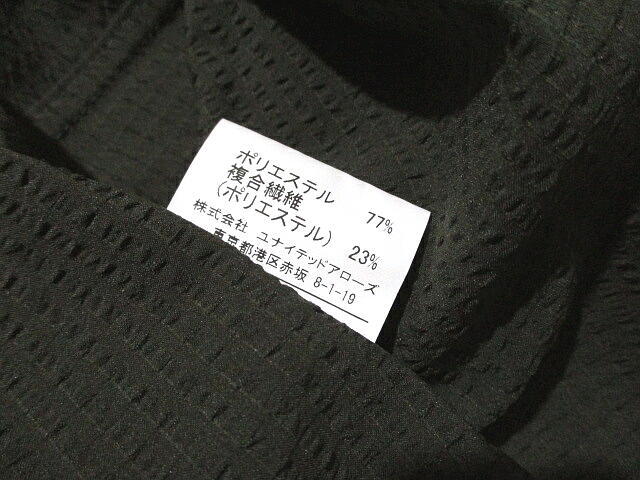 ポリエステル 77%
複合繊維
(ポリエステル) 23%
株式会社 ユナイテッドアローズ
東京都港区赤坂 8-1-19